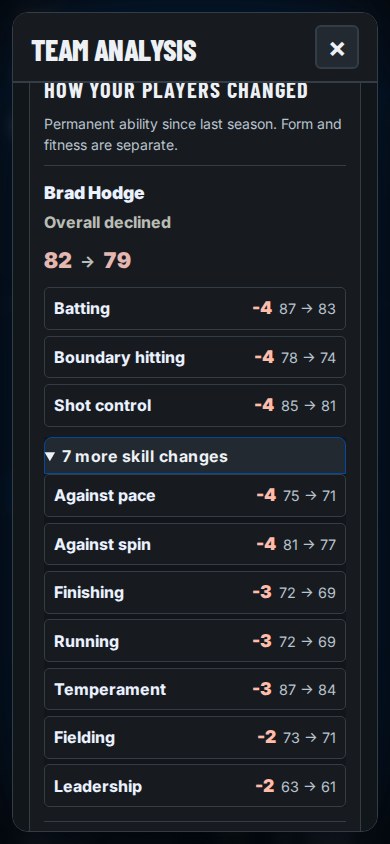 TEAM ANALYSIS
×
HOW YOUR PLAYERS CHANGED
Permanent ability since last season. Form and
fitness are separate.
Brad Hodge
Overall declined
82 → 79
Batting -4 87 → 83
Boundary hitting -4 78 → 74
Shot control -4 85 → 81
▼ 7 more skill changes
Against pace -4 75 → 71
Against spin -4 81 → 77
Finishing -3 72 → 69
Running -3 72 → 69
Temperament -3 87 → 84
Fielding -2 73 → 71
Leadership -2 63 → 61